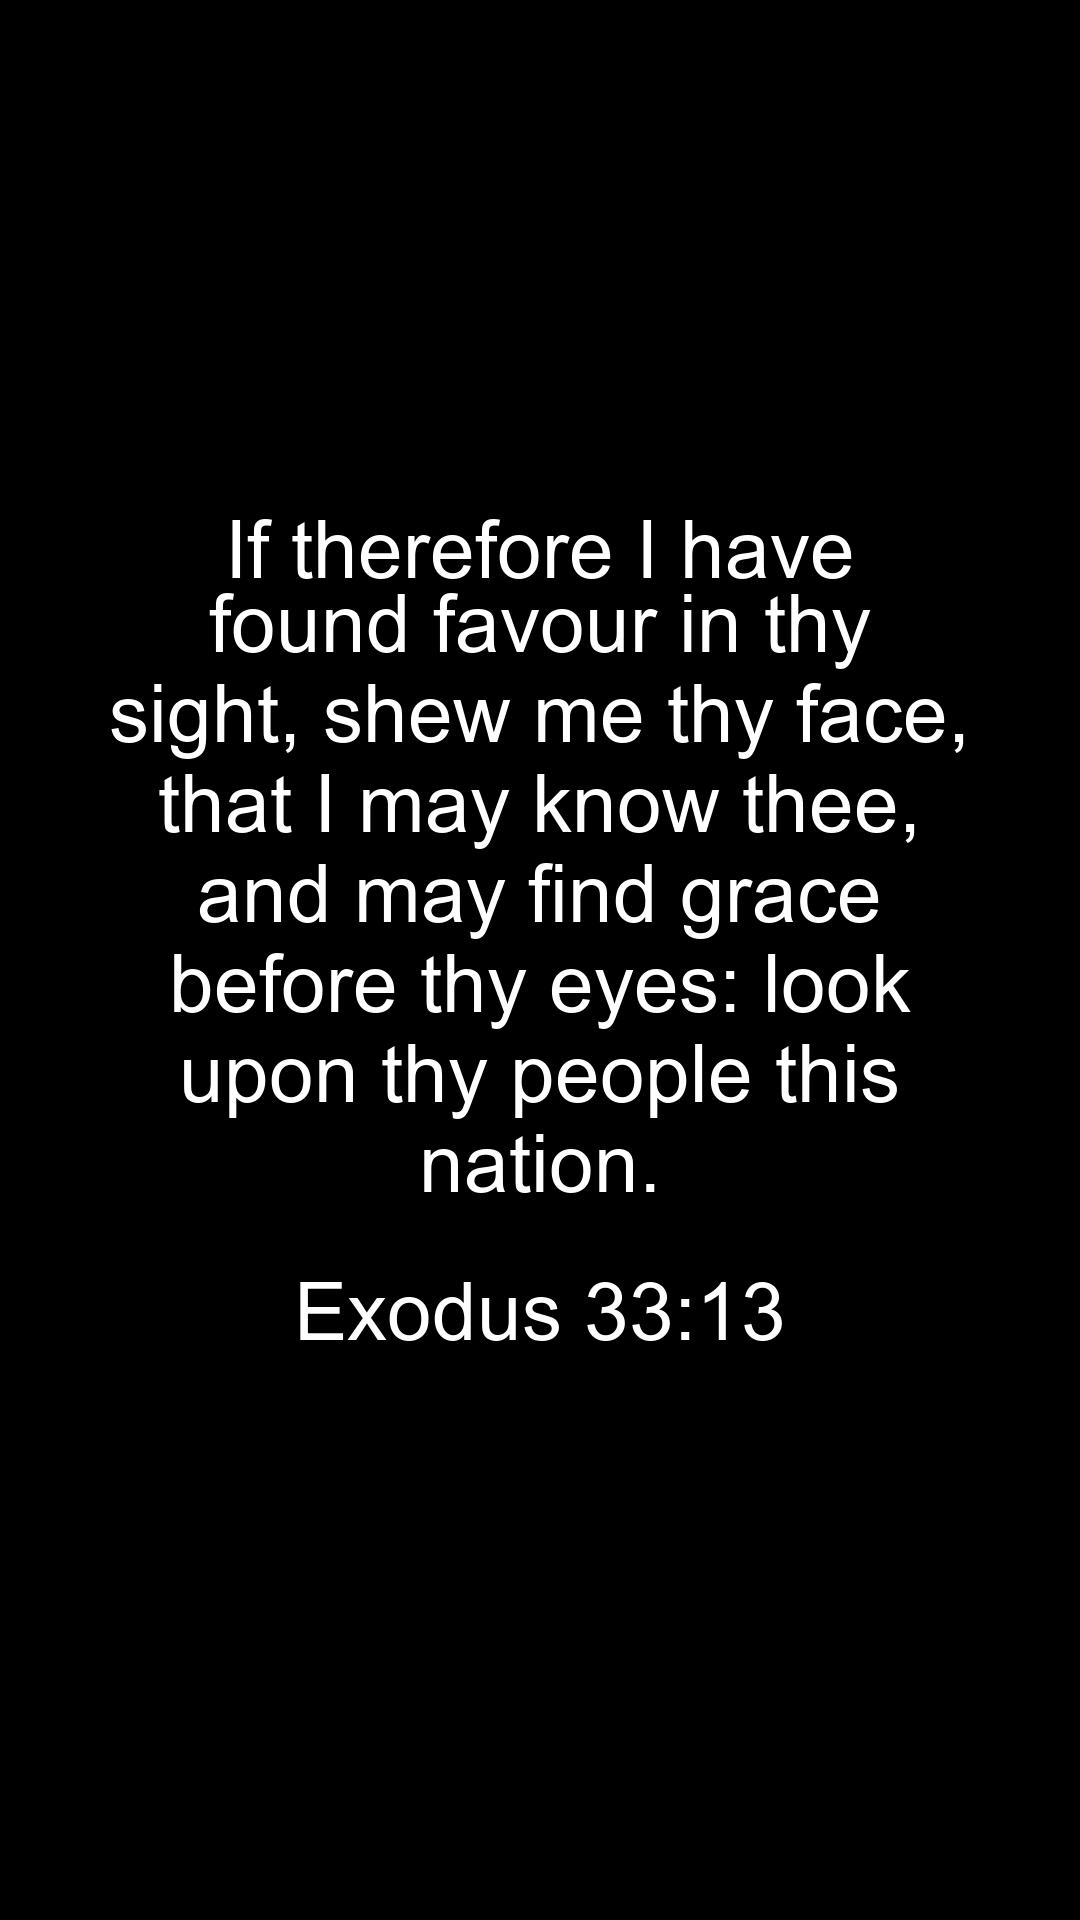 If therefore I have
found favour in thy
sight, shew me thy face,
that I may know thee,
and may find grace
before thy eyes: look
upon thy people this
nation.
Exodus 33:13